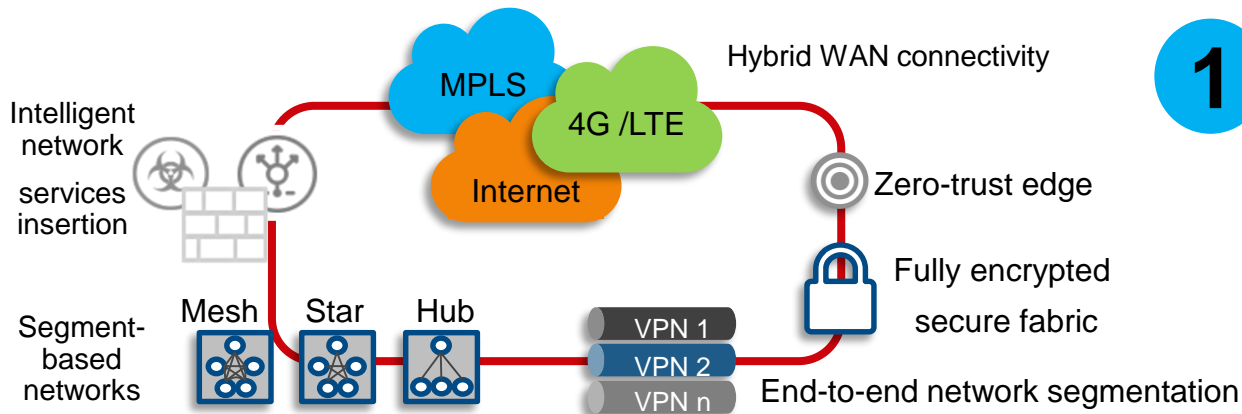 Hybrid WAN connectivity
1
MPLS
4G /LTE
Internet
Intelligent
network
services
insertion
Zero-trust edge
Fully encrypted
secure fabric
Mesh
Star
Hub
Segment-
based
networks
VPN 1
VPN 2
VPN n
End-to-end network segmentation